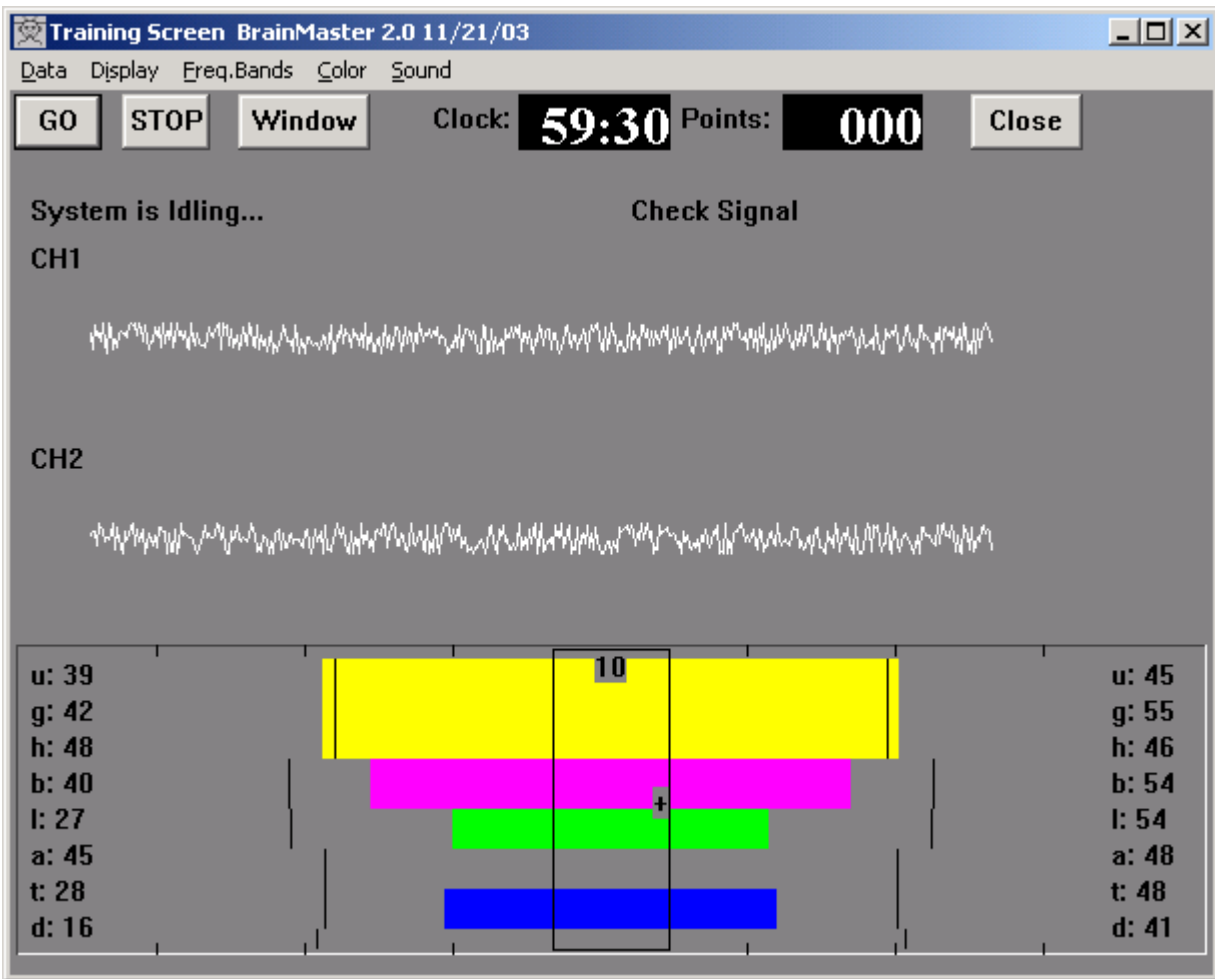 Training Screen BrainMaster 2.0 11/21/03
Data Display Freq.Bands Color Sound
GO STOP Window Clock: 59:30 Points: 000 Close
System is Idling... Check Signal
CH1
CH2
10
+
u: 39
g: 42
h: 48
b: 40
l: 27
a: 45
t: 28
d: 16
u: 45
g: 55
h: 46
b: 54
l: 54
a: 48
t: 48
d: 41